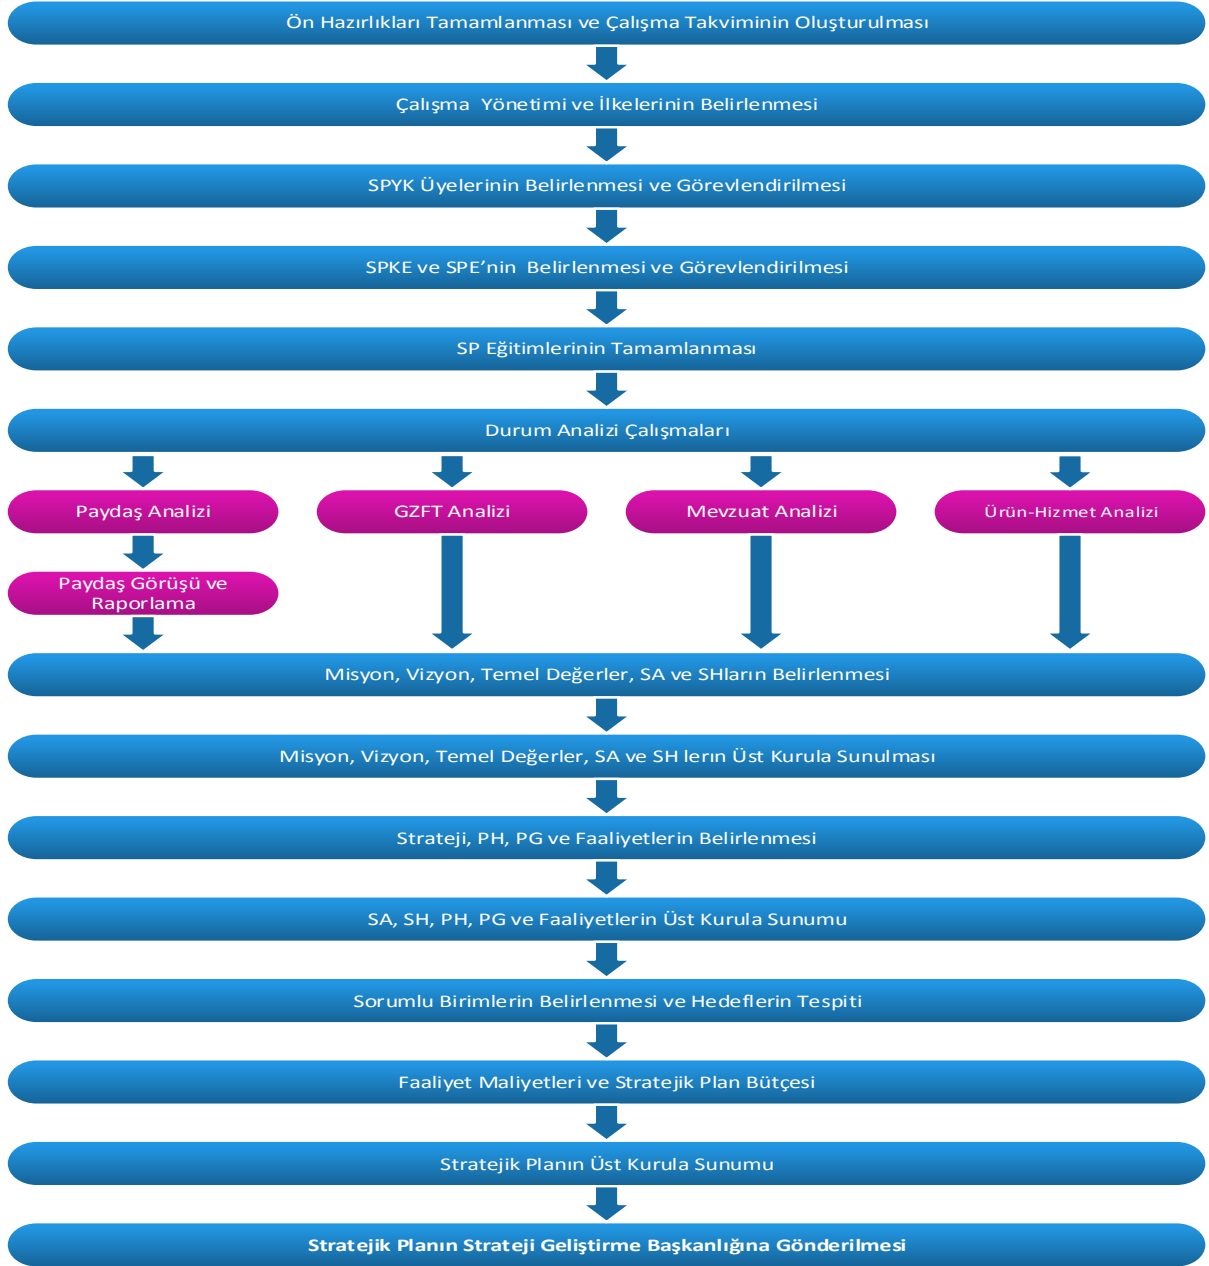 Ön Hazırlıkları Tamamlanması ve Çalışma Takviminin Oluşturulması
Çalışma Yönetimi ve İlkelerinin Belirlenmesi
SPYK Üyelerinin Belirlenmesi ve Görevlendirilmesi
SPKE ve SPE’nin Belirlenmesi ve Görevlendirilmesi
SP Eğitimlerinin Tamamlanması
Durum Analizi Çalışmaları
Paydaş Analizi
GZFT Analizi
Mevzuat Analizi
Ürün-Hizmet Analizi
Paydaş Görüşü ve
Raporlama
Misyon, Vizyon, Temel Değerler, SA ve SHların Belirlenmesi
Misyon, Vizyon, Temel Değerler, SA ve SH lerın Üst Kurula Sunulması
Strateji, PH, PG ve Faaliyetlerin Belirlenmesi
SA, SH, PH, PG ve Faaliyetlerin Üst Kurula Sunumu
Sorumlu Birimlerin Belirlenmesi ve Hedeflerin Tespiti
Faaliyet Maliyetleri ve Stratejik Plan Bütçesi
Stratejik Planın Üst Kurula Sunumu
Stratejik Planın Strateji Geliştirme Başkanlığına Gönderilmesi